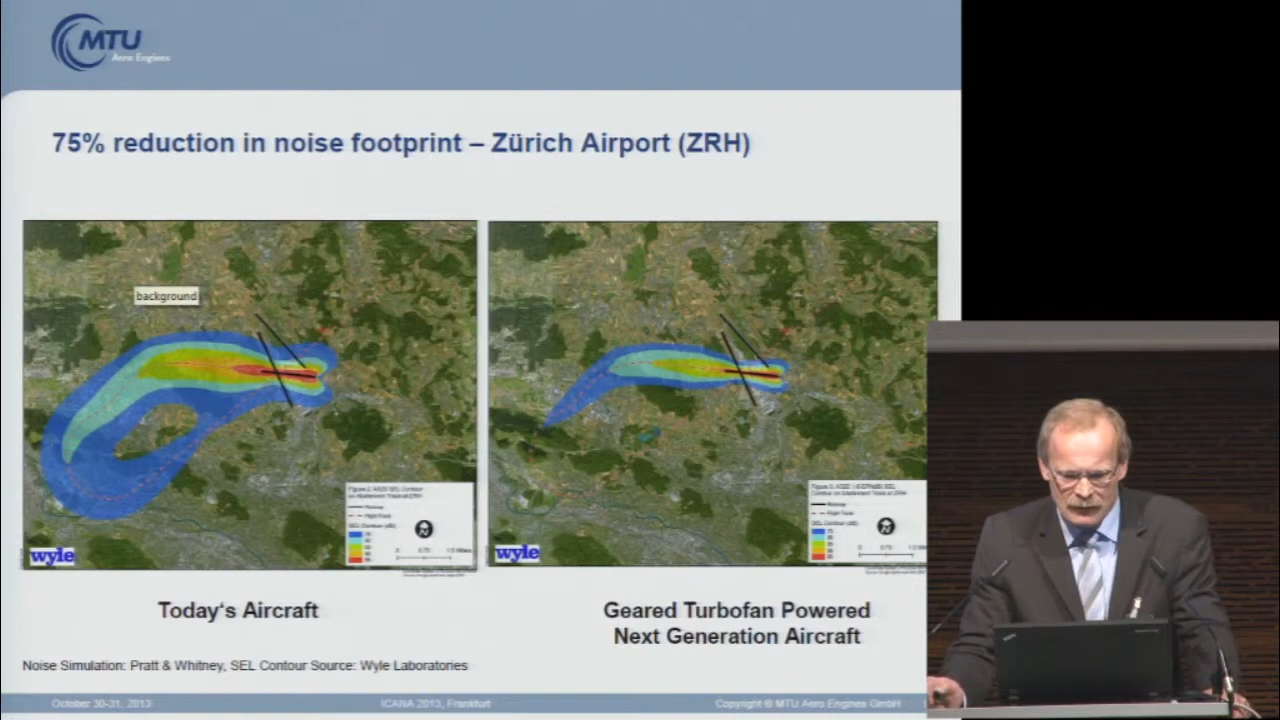 MTU
Aero Engines
75% reduction in noise footprint – Zürich Airport (ZRH)
background
wyle
wyle
Today's Aircraft
Geared Turbofan Powered
Next Generation Aircraft
Noise Simulation: Pratt & Whitney, SEL Contour Source: Wyle Laboratories
October 30-31, 2013
ICANA 2013, Frankfurt
Copyright © MTU Aero Engines GmbH